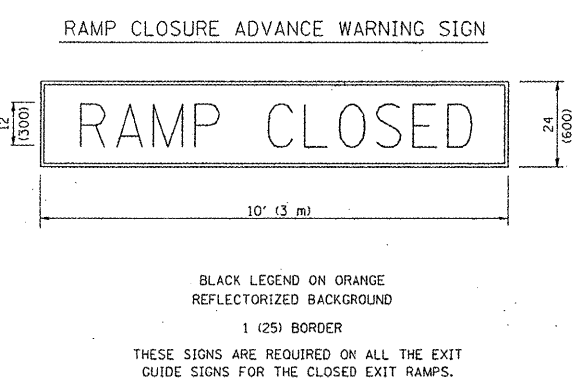 RAMP CLOSURE ADVANCE WARNING SIGN
12
(300)
RAMP CLOSED
24
(600)
10' (3 m)
BLACK LEGEND ON ORANGE
REFLECTORIZED BACKGROUND
1 (25) BORDER
THESE SIGNS ARE REQUIRED ON ALL THE EXIT
GUIDE SIGNS FOR THE CLOSED EXIT RAMPS.